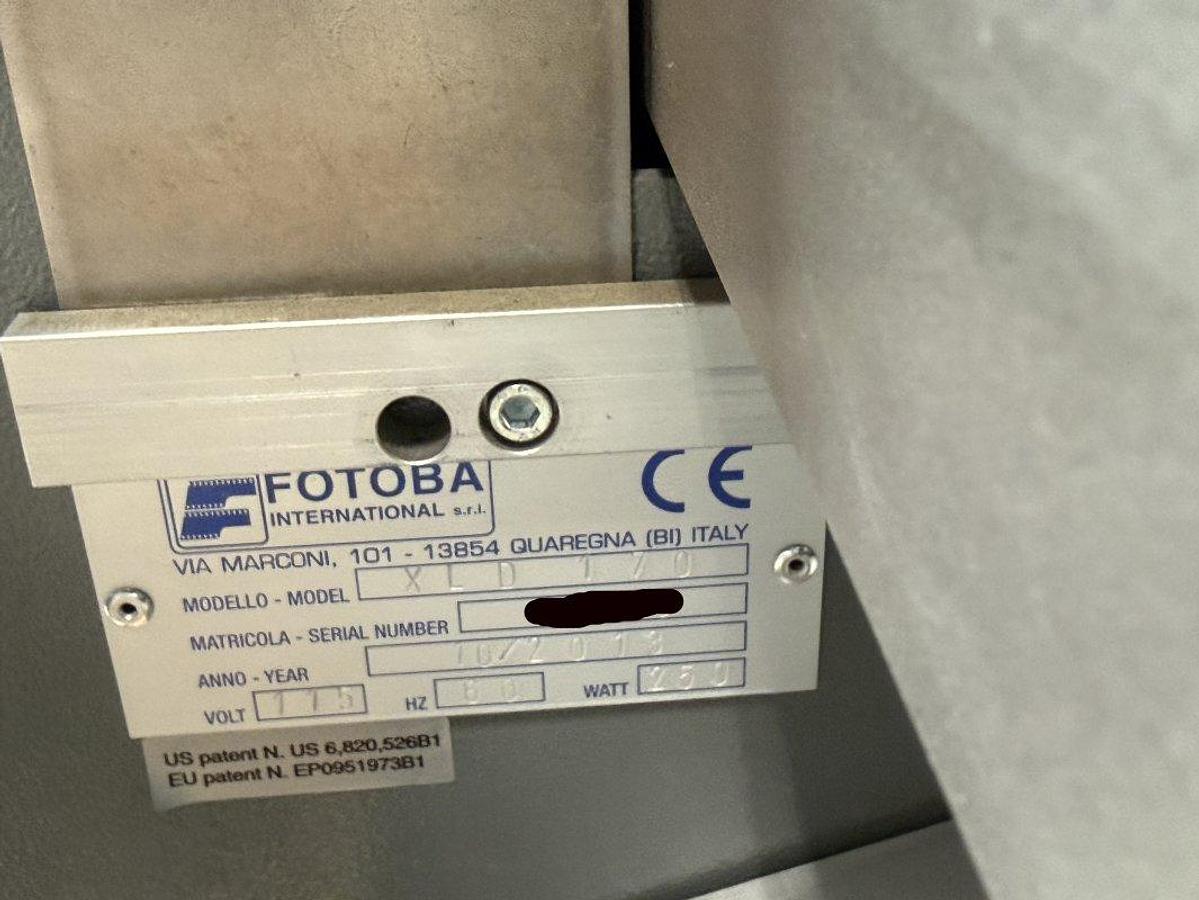 FOTOBA
INTERNATIONAL s.r.l.
CE
VIA MARCONI, 101 - 13854 QUAREGNA (BI) ITALY
MODELLO - MODEL XLD 170
MATRICOLA - SERIAL NUMBER
ANNO - YEAR 10/2013
VOLT 115 HZ 60 WATT 250
US patent N. US 6,820,526B1
EU patent N. EP0951973B1